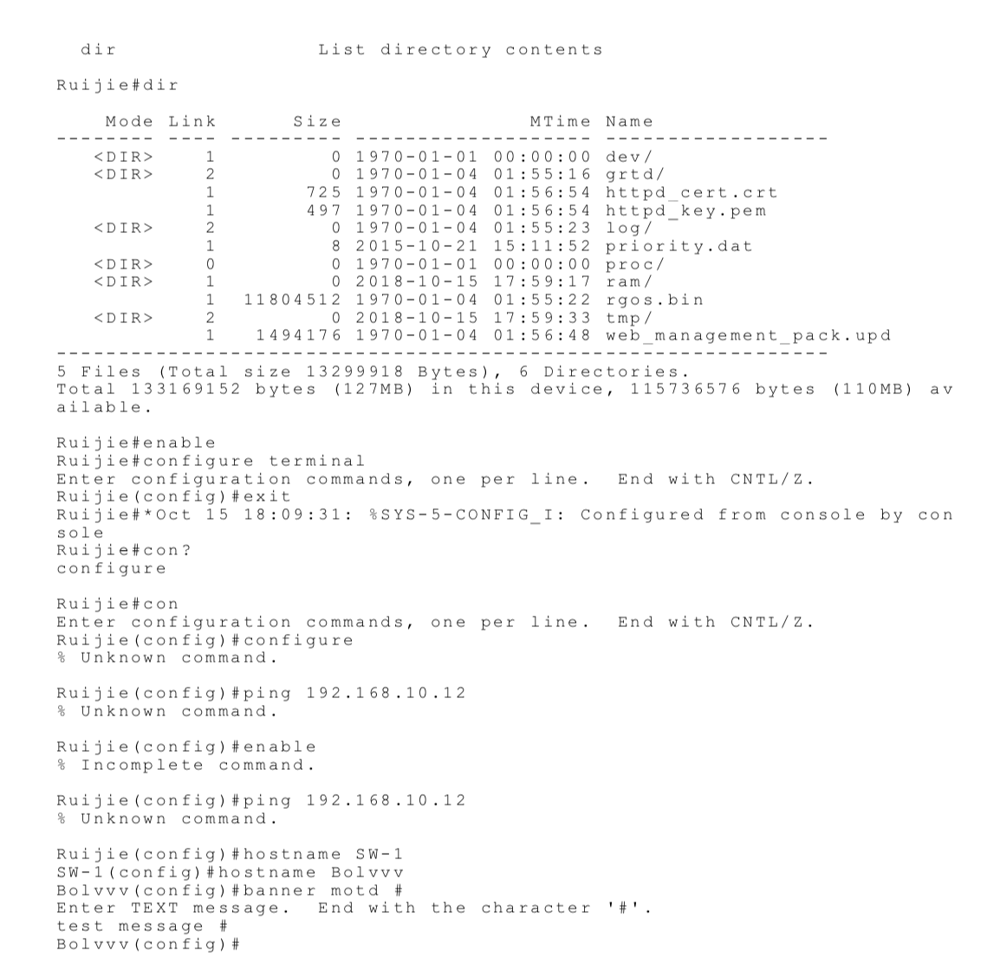 dir                   List directory contents
Ruijie#dir
    Mode Link      Size               MTime Name
-------- ---- --------- ------------------- ------------------
   <DIR>    1         0 1970-01-01 00:00:00 dev/
   <DIR>    2         0 1970-01-04 01:55:16 grtd/
            1       725 1970-01-04 01:56:54 httpd_cert.crt
            1       497 1970-01-04 01:56:54 httpd_key.pem
   <DIR>    2         0 1970-01-04 01:55:23 log/
            1         8 2015-10-21 15:11:52 priority.dat
   <DIR>    0         0 1970-01-01 00:00:00 proc/
   <DIR>    1         0 2018-10-15 17:59:17 ram/
            1  11804512 1970-01-04 01:55:22 rgos.bin
   <DIR>    2         0 2018-10-15 17:59:33 tmp/
            1   1494176 1970-01-04 01:56:48 web_management_pack.upd
--------------------------------------------------------------
5 Files (Total size 13299918 Bytes), 6 Directories.
Total 133169152 bytes (127MB) in this device, 115736576 bytes (110MB) av
ailable.
Ruijie#enable
Ruijie#configure terminal
Enter configuration commands, one per line.  End with CNTL/Z.
Ruijie(config)#exit
Ruijie#*Oct 15 18:09:31: %SYS-5-CONFIG_I: Configured from console by con
sole
Ruijie#con?
configure
Ruijie#con
Enter configuration commands, one per line.  End with CNTL/Z.
Ruijie(config)#configure
% Unknown command.
Ruijie(config)#ping 192.168.10.12
% Unknown command.
Ruijie(config)#enable
% Incomplete command.
Ruijie(config)#ping 192.168.10.12
% Unknown command.
Ruijie(config)#hostname SW-1
SW-1(config)#hostname Bolvvv
Bolvvv(config)#banner motd #
Enter TEXT message.  End with the character '#'.
test message #
Bolvvv(config)#